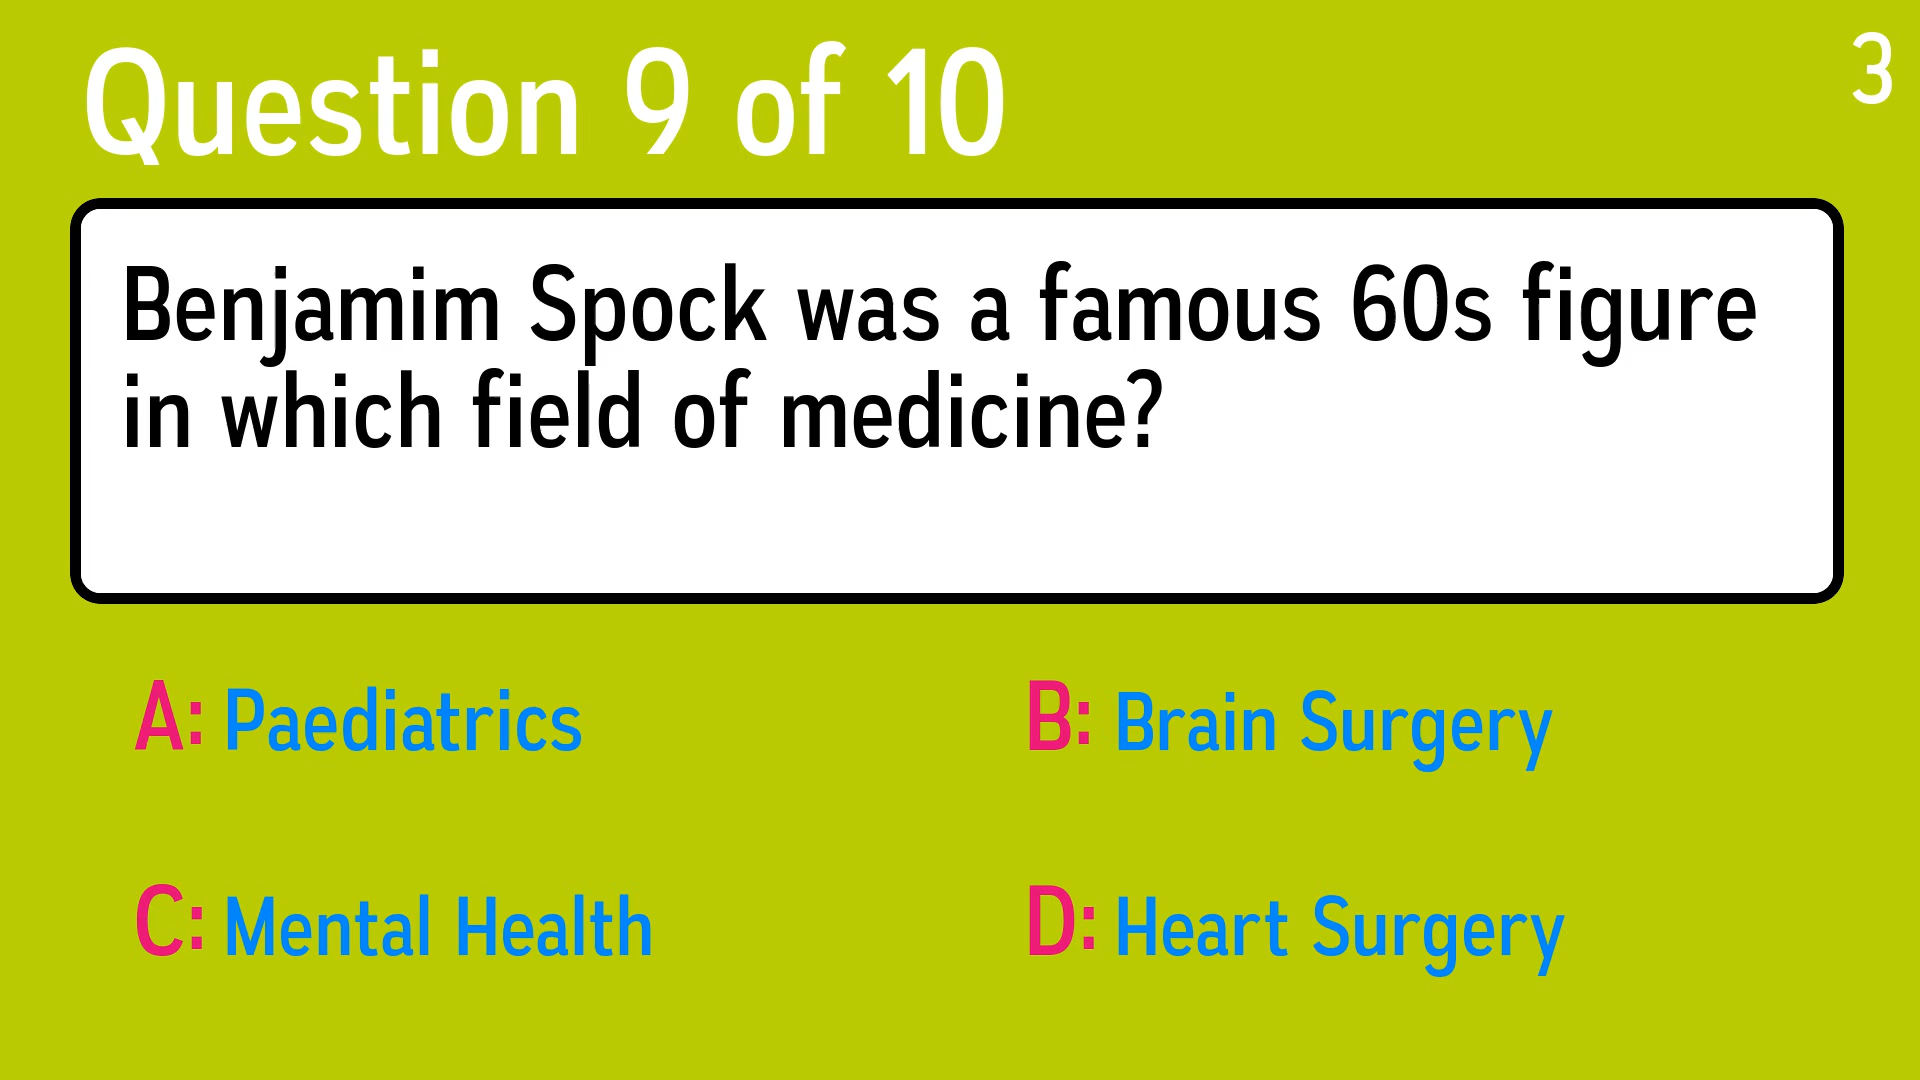 Question 9 of 10
3
Benjamim Spock was a famous 60s figure
in which field of medicine?
A: Paediatrics
B: Brain Surgery
C: Mental Health
D: Heart Surgery